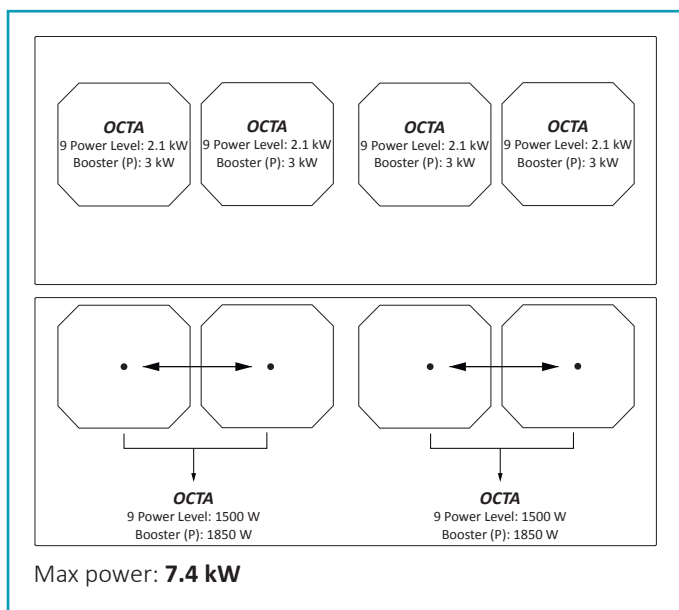 OCTA
9 Power Level: 2.1 kW
Booster (P): 3 kW
OCTA
9 Power Level: 2.1 kW
Booster (P): 3 kW
OCTA
9 Power Level: 2.1 kW
Booster (P): 3 kW
OCTA
9 Power Level: 2.1 kW
Booster (P): 3 kW
OCTA
9 Power Level: 1500 W
Booster (P): 1850 W
OCTA
9 Power Level: 1500 W
Booster (P): 1850 W
Max power: 7.4 kW